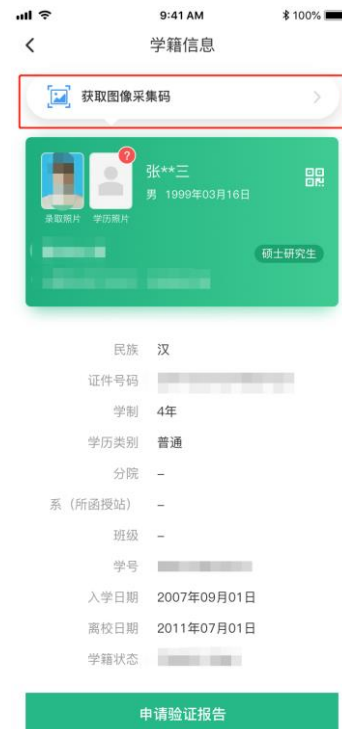 9:41 AM 100%
学籍信息
获取图像采集码
?
张**三
男 1999年03月16日
录取照片 学历照片
硕士研究生
民族 汉
证件号码
学制 4年
学历类别 普通
分院 –
系（所函授站） –
班级 –
学号
入学日期 2007年09月01日
离校日期 2011年07月01日
学籍状态
申请验证报告